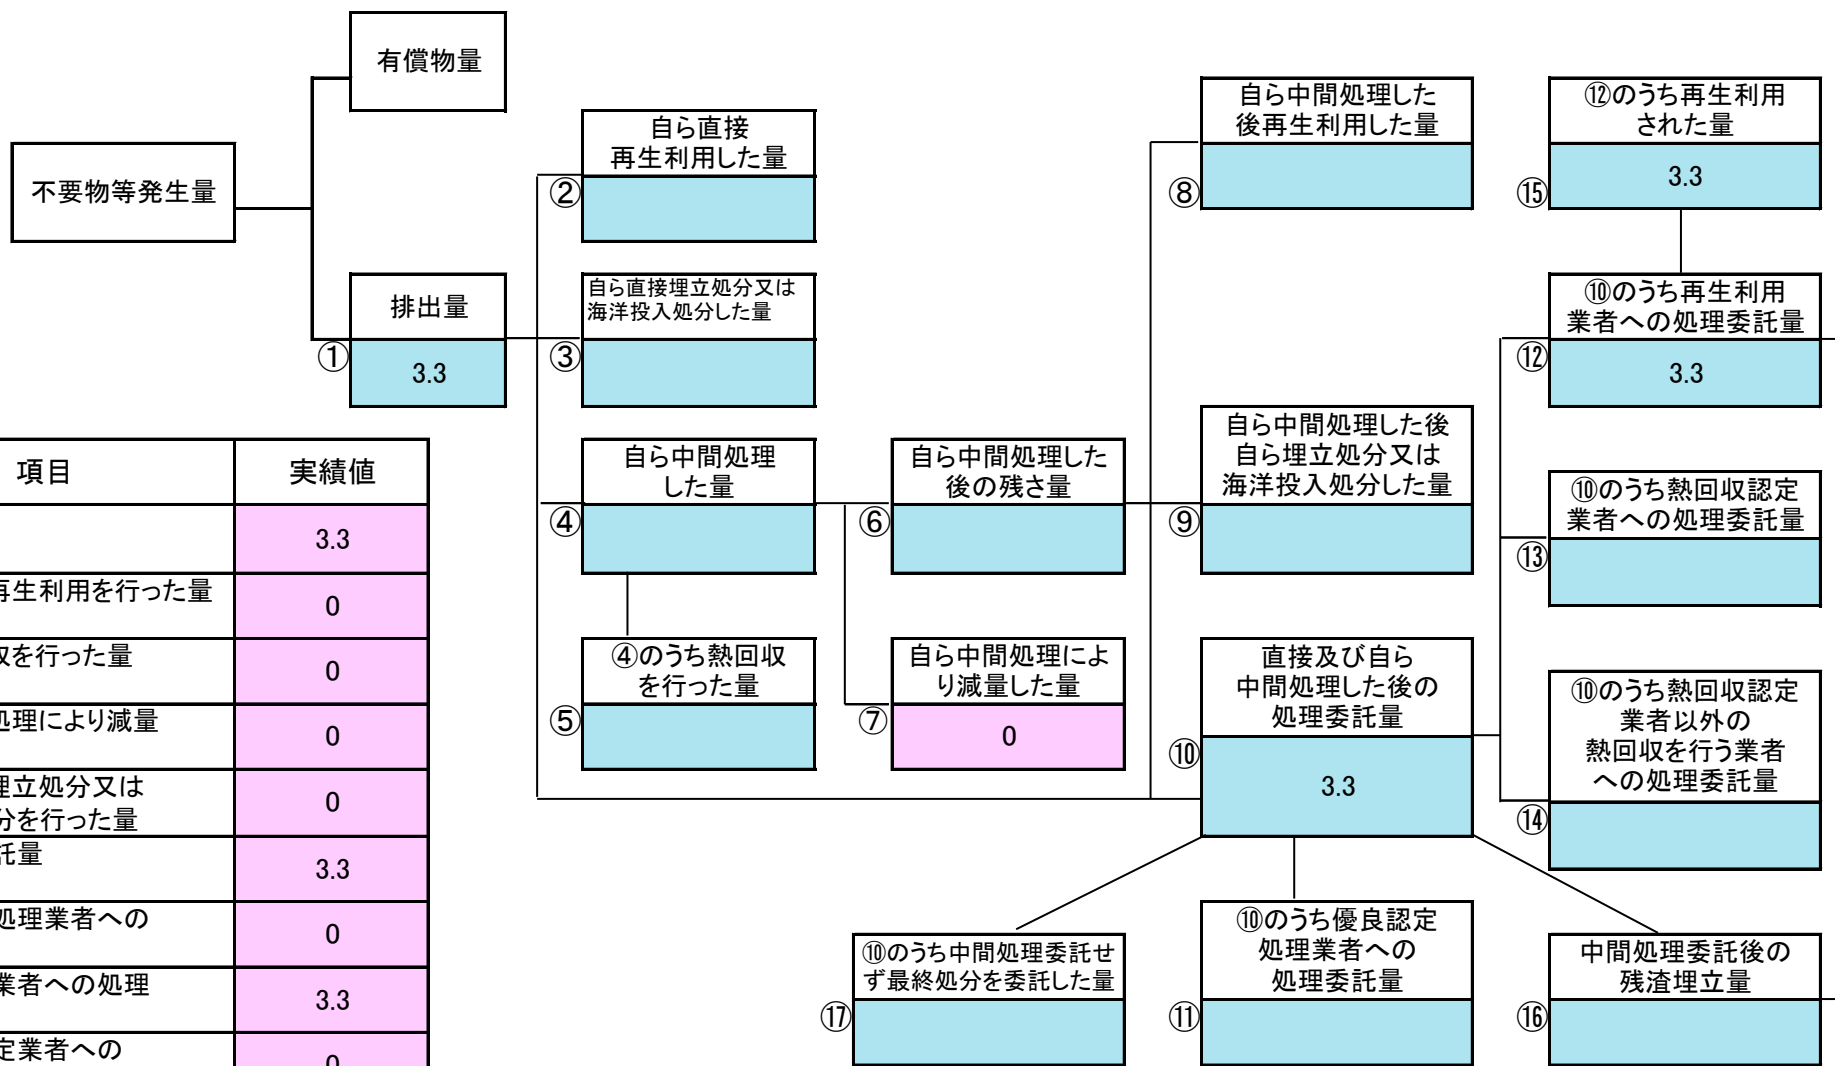 有償物量
不要物等発生量
排出量
①
3.3
自ら直接
再生利用した量
②
自ら直接埋立処分又は
海洋投入処分した量
③
自ら中間処理
した量
④
④のうち熱回収
を行った量
⑤
自ら中間処理した
後の残さ量
⑥
自ら中間処理によ
り減量した量
⑦
0
自ら中間処理した
後再生利用した量
⑧
自ら中間処理した後
自ら埋立処分又は
海洋投入処分した量
⑨
直接及び自ら
中間処理した後の
処理委託量
⑩
3.3
⑫のうち再生利用
された量
⑮
3.3
⑩のうち再生利用
業者への処理委託量
⑫
3.3
⑩のうち熱回収認定
業者への処理委託量
⑬
⑩のうち熱回収認定
業者以外の
熱回収を行う業者
への処理委託量
⑭
⑩のうち中間処理委託せ
ず最終処分を委託した量
⑰
⑩のうち優良認定
処理業者への
処理委託量
⑪
中間処理委託後の
残渣埋立量
⑯
項目 実績値
3.3
再生利用を行った量 0
を行った量 0
処理により減量 0
埋立処分又は
を行った量 0
託量 3.3
処理業者への 0
業者への処理 3.3
定業者への 0